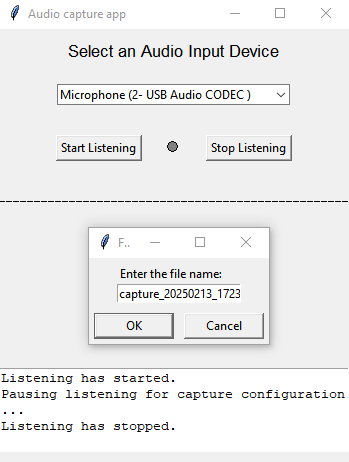 Audio capture app
Select an Audio Input Device
Microphone (2- USB Audio CODEC )
Start Listening
Stop Listening
F..
Enter the file name:
capture_20250213_1723
OK
Cancel
Listening has started.
Pausing listening for capture configuration
...
Listening has stopped.